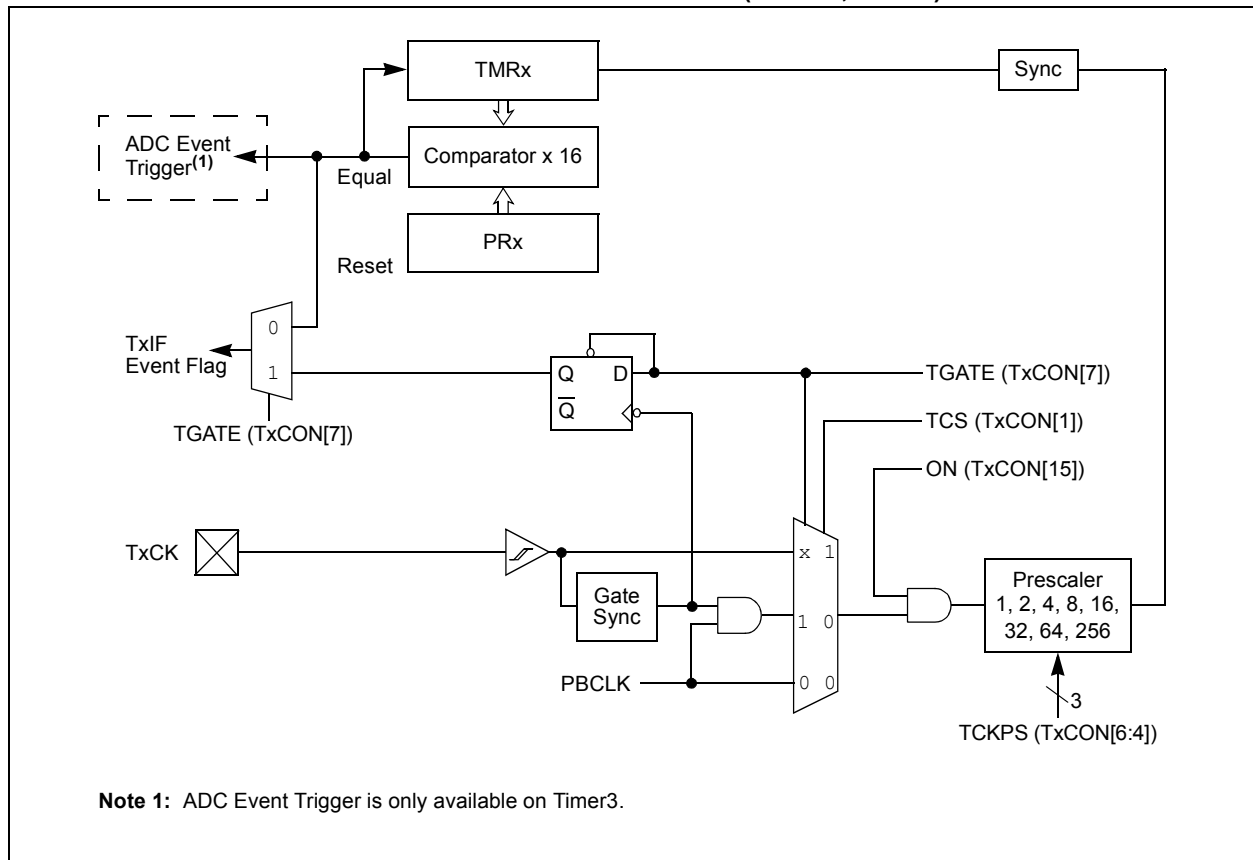 TMRx
Sync
ADC Event
Trigger(1)
Comparator x 16
Equal
PRx
Reset
0
TxIF
Event Flag
1
Q D
Q
TGATE (TxCON[7])
TGATE (TxCON[7])
TCS (TxCON[1])
ON (TxCON[15])
TxCK
x 1
Gate
Sync
1 0
Prescaler
1, 2, 4, 8, 16,
32, 64, 256
PBCLK
0 0
3
TCKPS (TxCON[6:4])
Note 1: ADC Event Trigger is only available on Timer3.